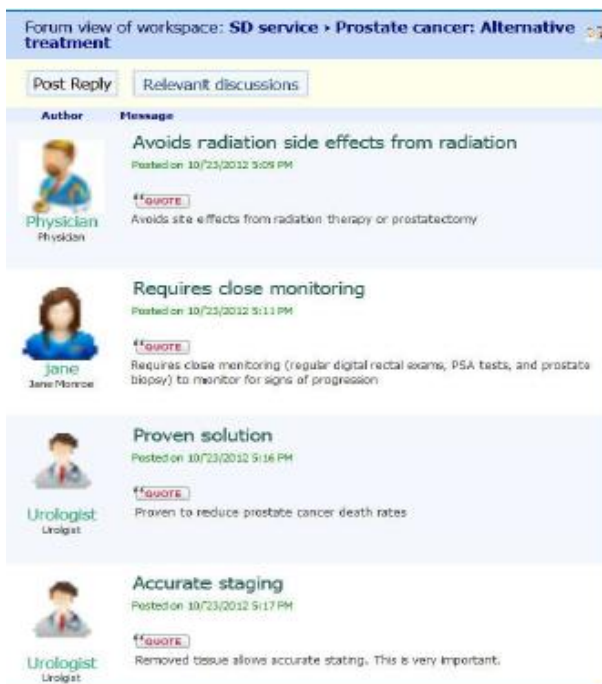 Forum view of workspace: SD service › Prostate cancer: Alternative
treatment
Post Reply
Relevant discussions
Author Message
Avoids radiation side effects from radiation
Posted on 10/23/2012 5:09 PM
QUOTE
Physician
Physician
Avoids site effects from radiation therapy or prostatectomy
Requires close monitoring
Posted on 10/23/2012 5:11 PM
QUOTE
jane
Jane Monroe
Requires close monitoring (regular digital rectal exams, PSA tests, and prostate
biopsy) to monitor for signs of progression
Proven solution
Posted on 10/23/2012 5:16 PM
QUOTE
Urologist
Urolgist
Proven to reduce prostate cancer death rates
Accurate staging
Posted on 10/23/2012 5:17 PM
QUOTE
Urologist
Urolgist
Removed tissue allows accurate stating. This is very important.